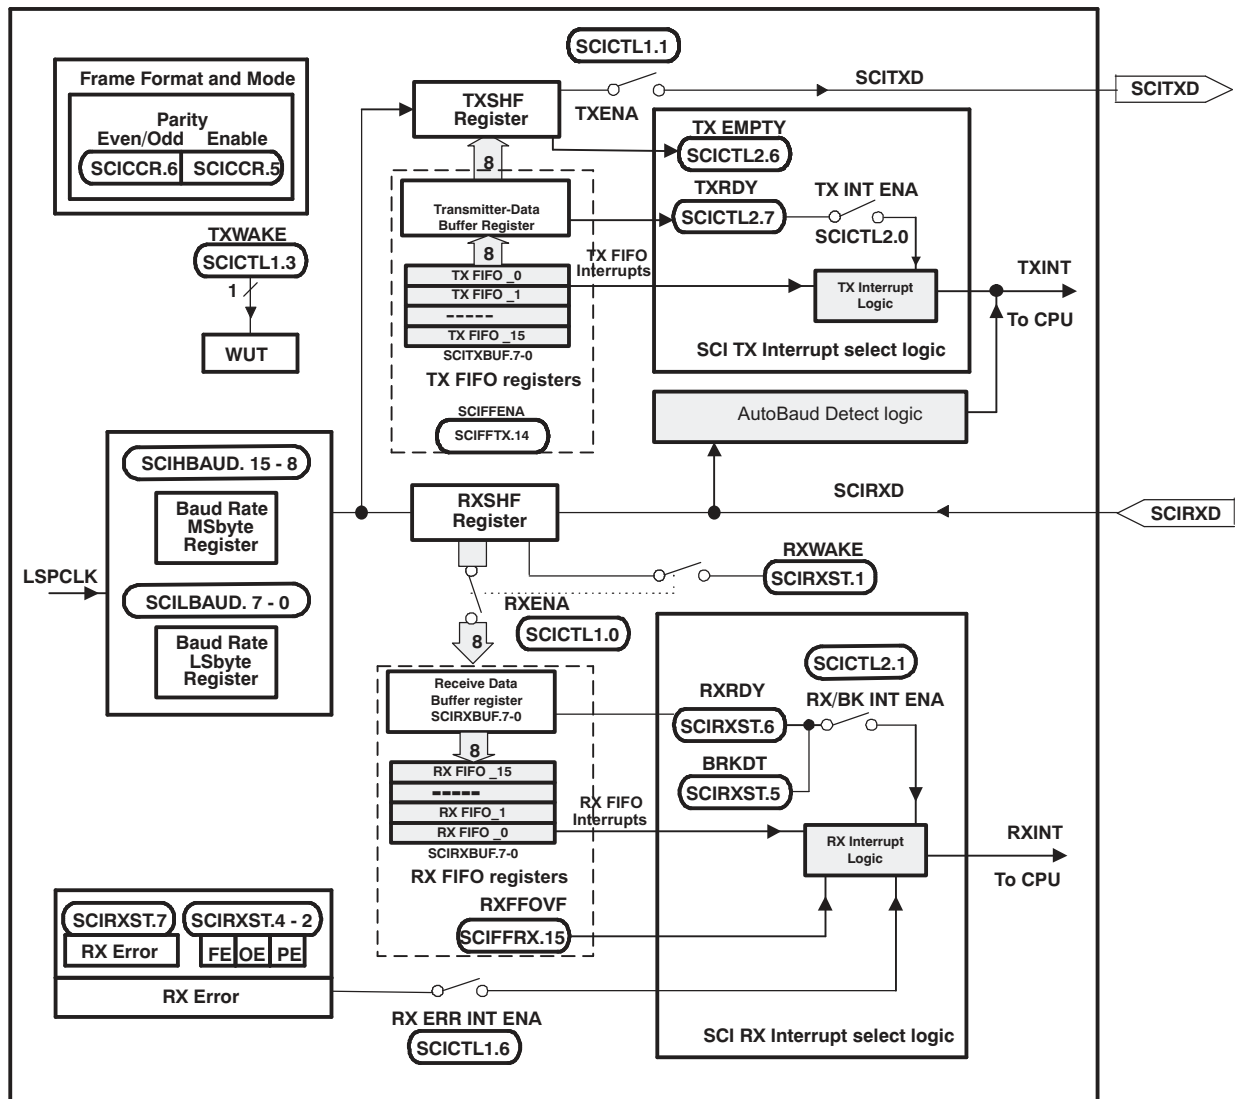 SCICTL1.1
Frame Format and Mode
Parity
Even/Odd Enable
SCICCR.6 SCICCR.5
TXSHF
Register
TXENA
SCITXD
SCITXD
TX EMPTY
SCICTL2.6
8
Transmitter-Data
Buffer Register
TXRDY
SCICTL2.7
TX INT ENA
SCICTL2.0
TXWAKE
SCICTL1.3
1
WUT
8
TX FIFO _0
TX FIFO _1
-----
TX FIFO _15
SCITXBUF.7-0
TX FIFO registers
SCIFFENA
SCIFFTX.14
TX FIFO
Interrupts
TX Interrupt
Logic
TXINT
To CPU
SCI TX Interrupt select logic
AutoBaud Detect logic
SCIHBAUD. 15 - 8
Baud Rate
MSbyte
Register
LSPCLK
SCILBAUD. 7 - 0
Baud Rate
LSbyte
Register
RXSHF
Register
SCIRXD
SCIRXD
RXWAKE
SCIRXST.1
RXENA
SCICTL1.0
8
Receive Data
Buffer register
SCIRXBUF.7-0
8
RX FIFO _15
-----
RX FIFO_1
RX FIFO _0
SCIRXBUF.7-0
RX FIFO registers
RXFFOVF
SCIFFRX.15
SCICTL2.1
RXRDY
RX/BK INT ENA
SCIRXST.6
BRKDT
SCIRXST.5
RX FIFO
Interrupts
RX Interrupt
Logic
RXINT
To CPU
SCI RX Interrupt select logic
SCIRXST.7 SCIRXST.4 - 2
RX Error FE OE PE
RX Error
RX ERR INT ENA
SCICTL1.6